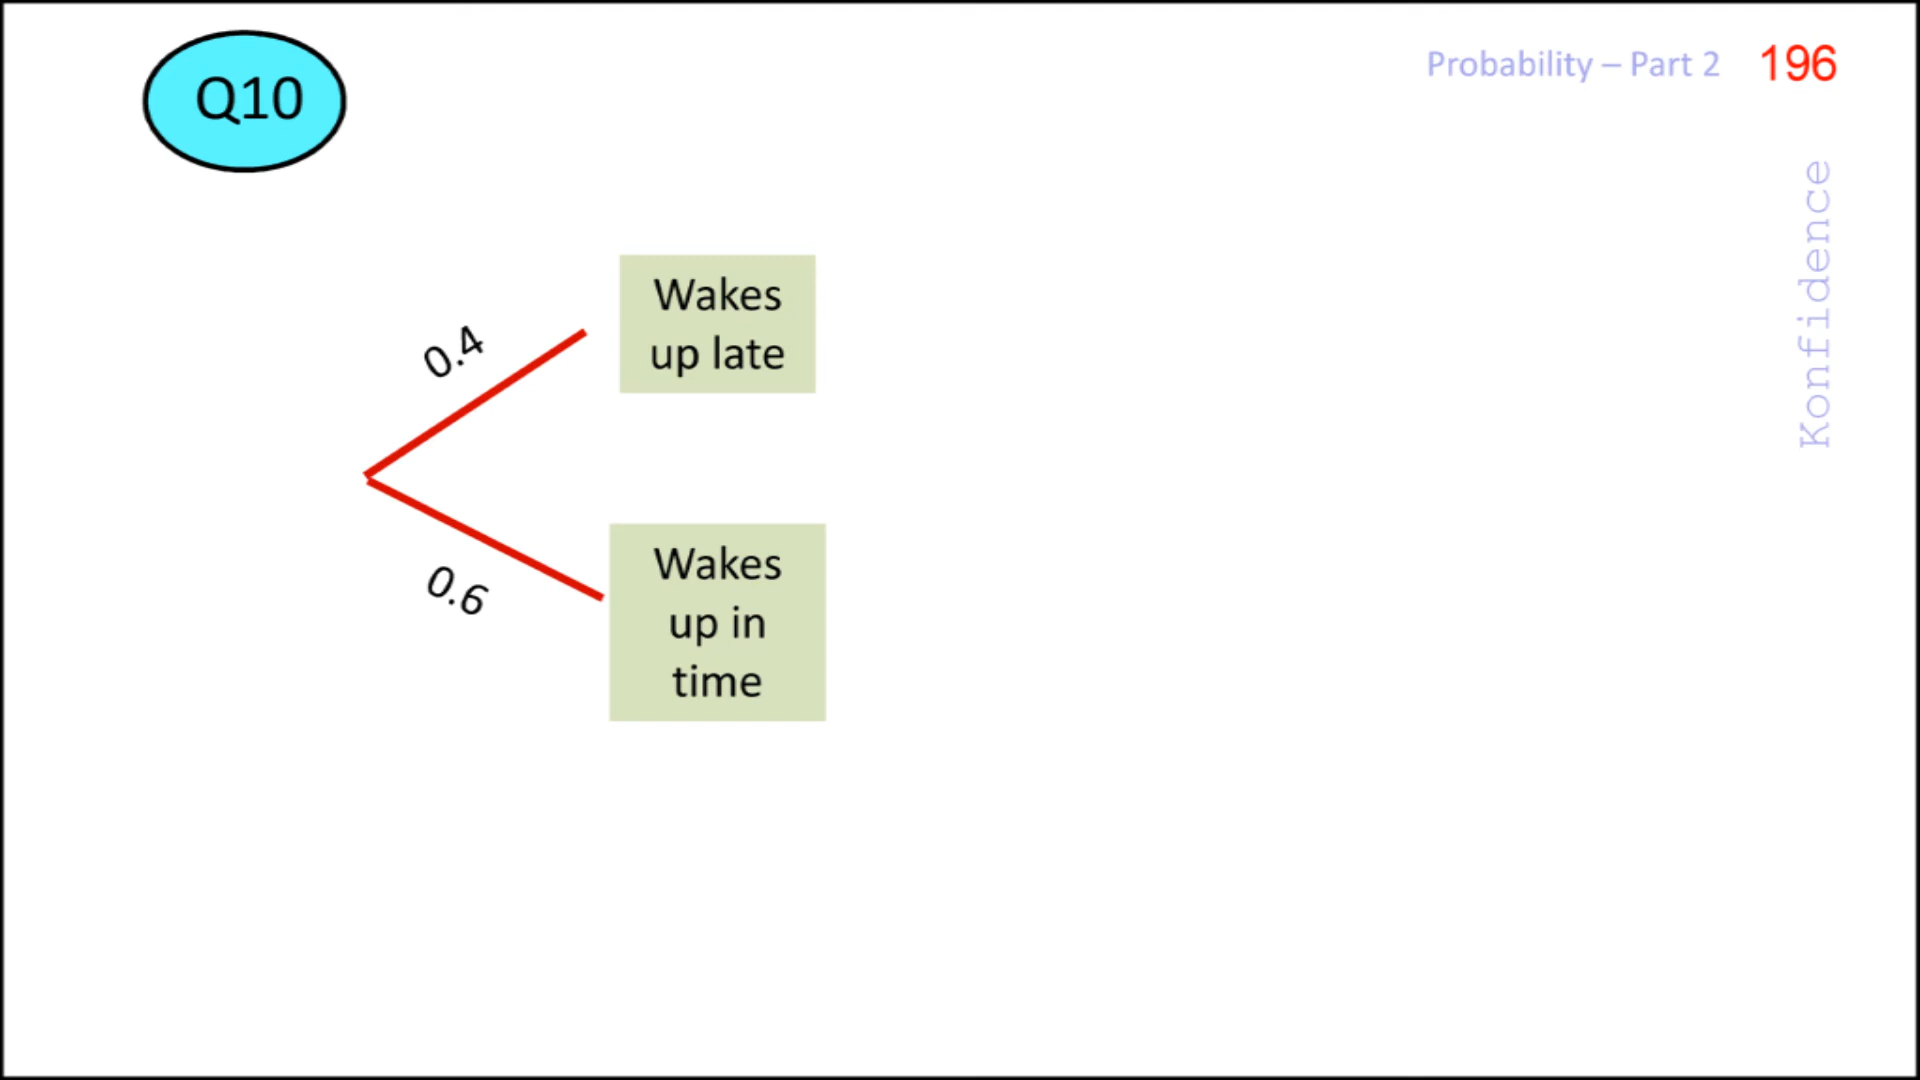 Q10
Probability – Part 2
196
Konfidence
0.4
Wakes
up late
0.6
Wakes
up in
time